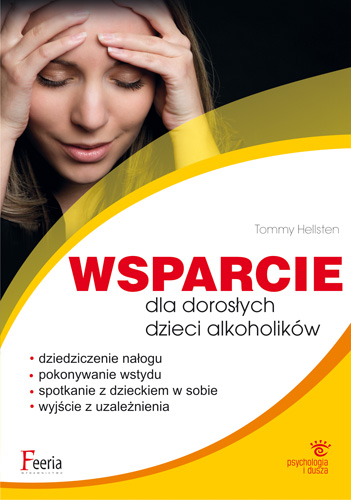 Tommy Hellsten
WSPARCIE
dla dorosłych
dzieci alkoholików
• dziedziczenie nałogu
• pokonywanie wstydu
• spotkanie z dzieckiem w sobie
• wyjście z uzależnienia
Feeria
WYDAWNICTWO
psychologia
i dusza